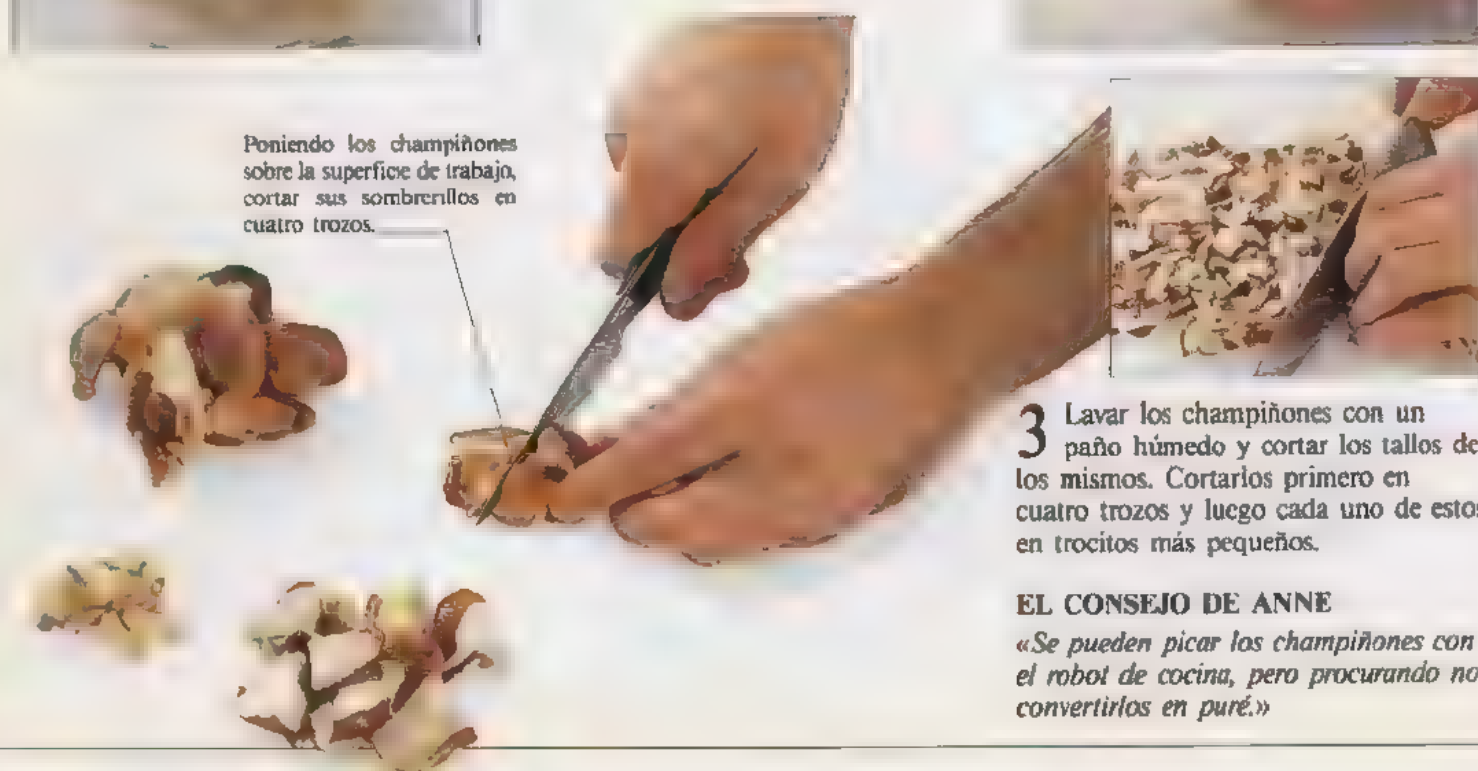 Poniendo los champiñones
sobre la superficie de trabajo,
cortar sus sombrerillos en
cuatro trozos.
3 Lavar los champiñones con un
paño húmedo y cortar los tallos de
los mismos. Cortarlos primero en
cuatro trozos y luego cada uno de estos
en trocitos más pequeños.
EL CONSEJO DE ANNE
«Se pueden picar los champiñones con
el robot de cocina, pero procurando no
convertirlos en puré.»